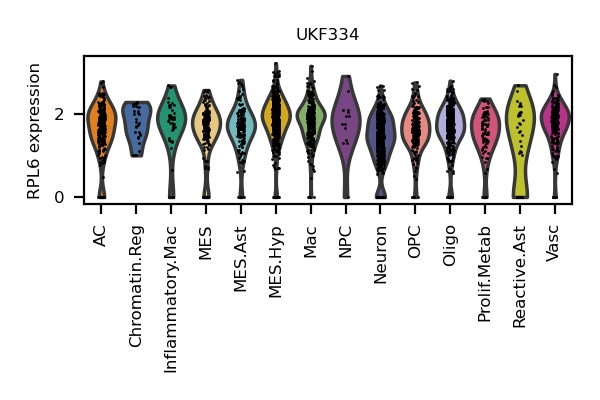 UKF334
RPL6 expression
2
0
AC
Chromatin.Reg
Inflammatory.Mac
MES
MES.Ast
MES.Hyp
Mac
NPC
Neuron
OPC
Oligo
Prolif.Metab
Reactive.Ast
Vasc